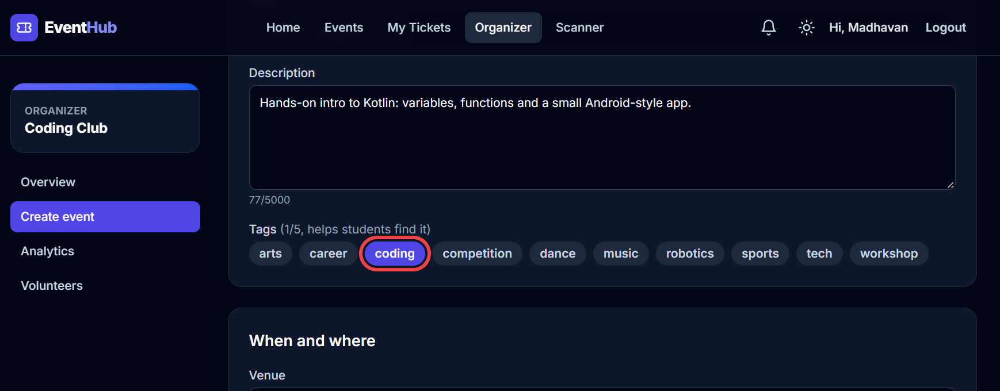 EventHub
Home Events My Tickets Organizer Scanner
Hi, Madhavan Logout
ORGANIZER
Coding Club
Overview
Create event
Analytics
Volunteers
Description
Hands-on intro to Kotlin: variables, functions and a small Android-style app.
77/5000
Tags (1/5, helps students find it)
arts career coding competition dance music robotics sports tech workshop
When and where
Venue